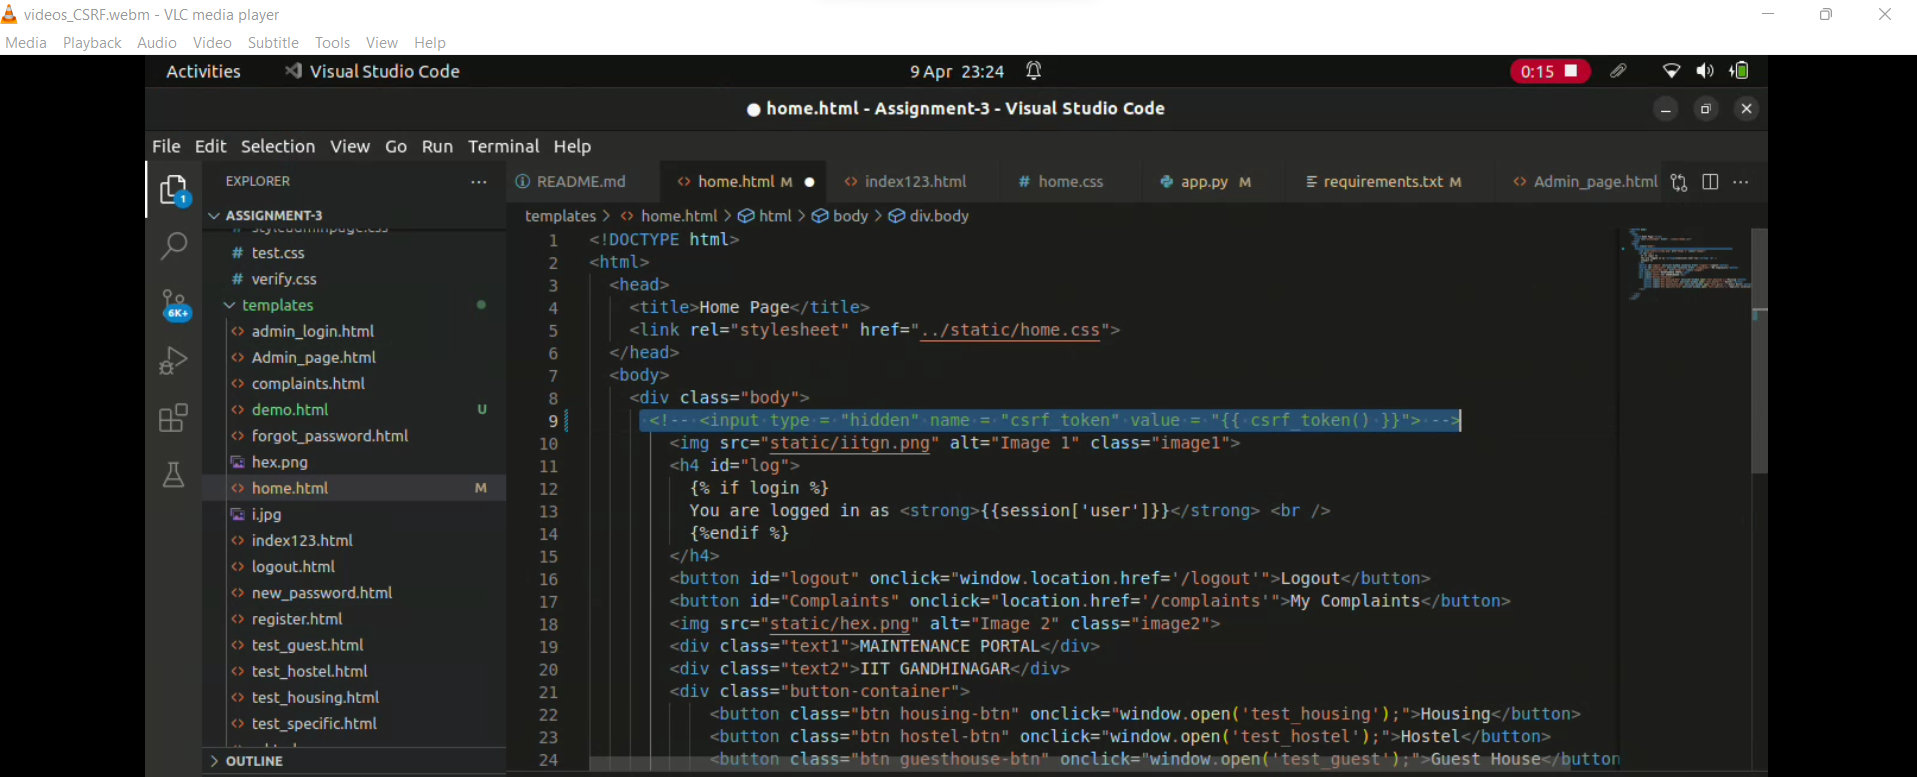 videos_CSRF.webm - VLC media player
Media Playback Audio Video Subtitle Tools View Help
Activities Visual Studio Code 9 Apr 23:24 0:15
● home.html - Assignment-3 - Visual Studio Code
File Edit Selection View Go Run Terminal Help
EXPLORER ...
README.md <> home.html M ● <> index123.html # home.css app.py M requirements.txt M <> Admin_page.html ...
1
ASSIGNMENT-3
templates > <> home.html > html > body > div.body
# styleadminpage.css
# test.css
# verify.css
templates
6K+
<> admin_login.html
<> Admin_page.html
<> complaints.html
<> demo.html U
<> forgot_password.html
hex.png
<> home.html M
i.jpg
<> index123.html
<> logout.html
<> new_password.html
<> register.html
<> test_guest.html
<> test_hostel.html
<> test_housing.html
<> test_specific.html
OUTLINE
1 <!DOCTYPE html>
2 <html>
3 <head>
4 <title>Home Page</title>
5 <link rel="stylesheet" href="../static/home.css">
6 </head>
7 <body>
8 <div class="body">
9 <!-- <input type = "hidden" name = "csrf_token" value = "{{ csrf_token() }}"> -->
10 <img src="static/iitgn.png" alt="Image 1" class="image1">
11 <h4 id="log">
12 {% if login %}
13 You are logged in as <strong>{{session['user']}}</strong> <br />
14 {%endif %}
15 </h4>
16 <button id="logout" onclick="window.location.href='/logout'">Logout</button>
17 <button id="Complaints" onclick="location.href='/complaints'">My Complaints</button>
18 <img src="static/hex.png" alt="Image 2" class="image2">
19 <div class="text1">MAINTENANCE PORTAL</div>
20 <div class="text2">IIT GANDHINAGAR</div>
21 <div class="button-container">
22 <button class="btn housing-btn" onclick="window.open('test_housing');">Housing</button>
23 <button class="btn hostel-btn" onclick="window.open('test_hostel');">Hostel</button>
24 <button class="btn guesthouse-btn" onclick="window.open('test_guest');">Guest House</button